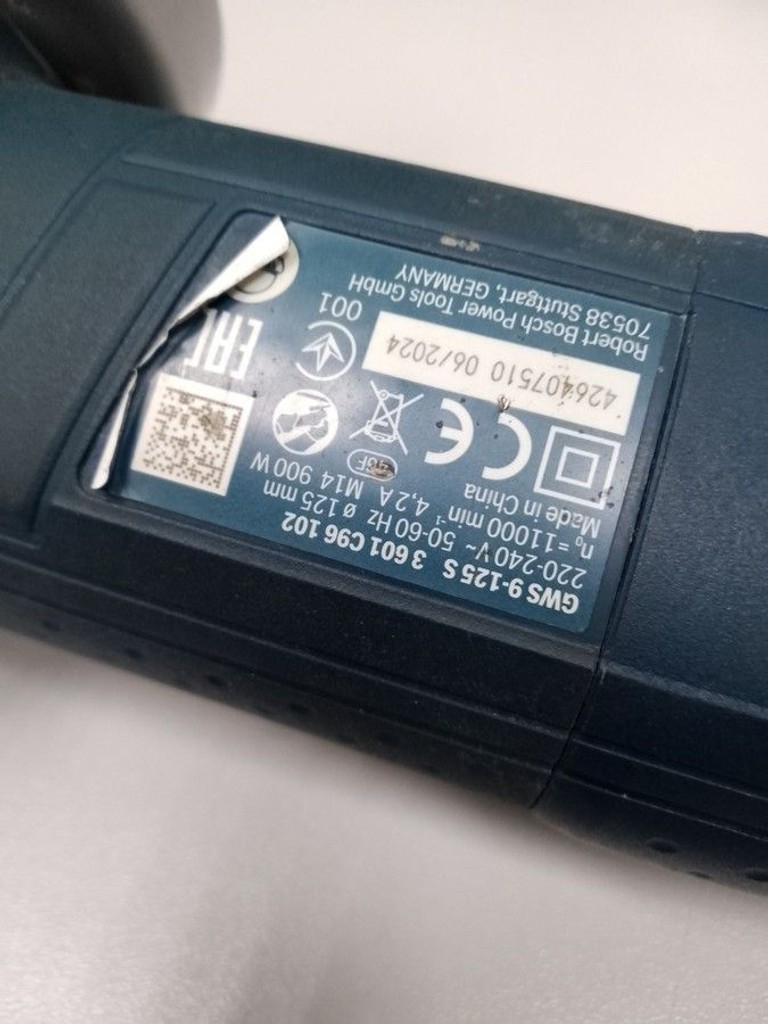 GWS 9-125 S 3 601 C96 102
220-240 V ~ 50-60 Hz ø 125 mm
n₀ = 11000 min⁻¹ 4,2 A M14 900 W
Made in China
CE
EAC
001
426407510 06/2024
Robert Bosch Power Tools GmbH
70538 Stuttgart, GERMANY